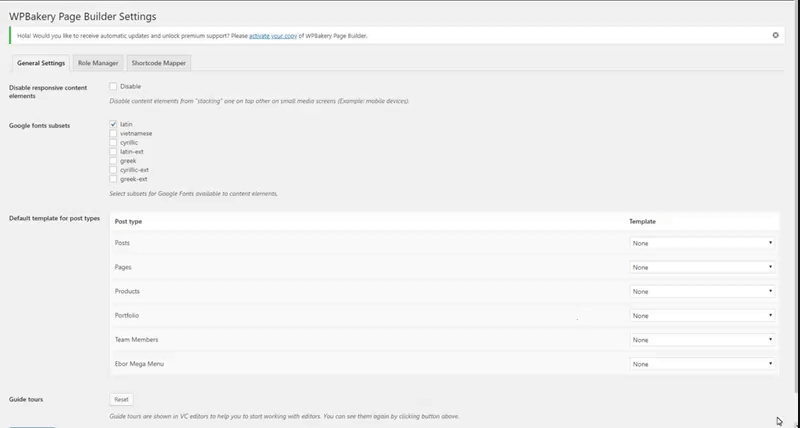 WPBakery Page Builder Settings
Hola! Would you like to receive automatic updates and unlock premium support? Please activate your copy of WPBakery Page Builder.
General Settings Role Manager Shortcode Mapper
Disable responsive content elements
Disable
Disable content elements from "stacking" one on top other on small media screens (Example: mobile devices).
Google fonts subsets
latin
vietnamese
cyrillic
latin-ext
greek
cyrillic-ext
greek-ext
Select subsets for Google Fonts available to content elements.
Default template for post types
Post type Template
Posts None
Pages None
Products None
Portfolio None
Team Members None
Ebor Mega Menu None
Guide tours Reset
Guide tours are shown in VC editors to help you to start working with editors. You can see them again by clicking button above.